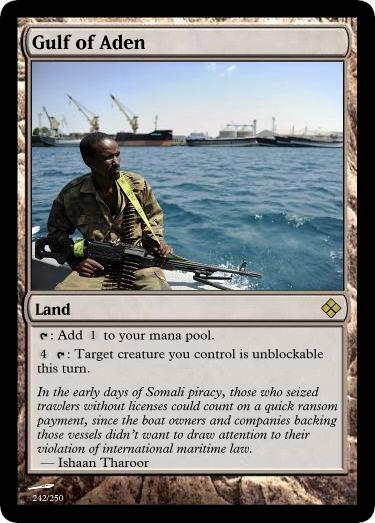 Gulf of Aden
Land
: Add 1 to your mana pool.
4 : Target creature you control is unblockable
this turn.
In the early days of Somali piracy, those who seized
trawlers without licenses could count on a quick ransom
payment, since the boat owners and companies backing
those vessels didn't want to draw attention to their
violation of international maritime law.
— Ishaan Tharoor
242/250